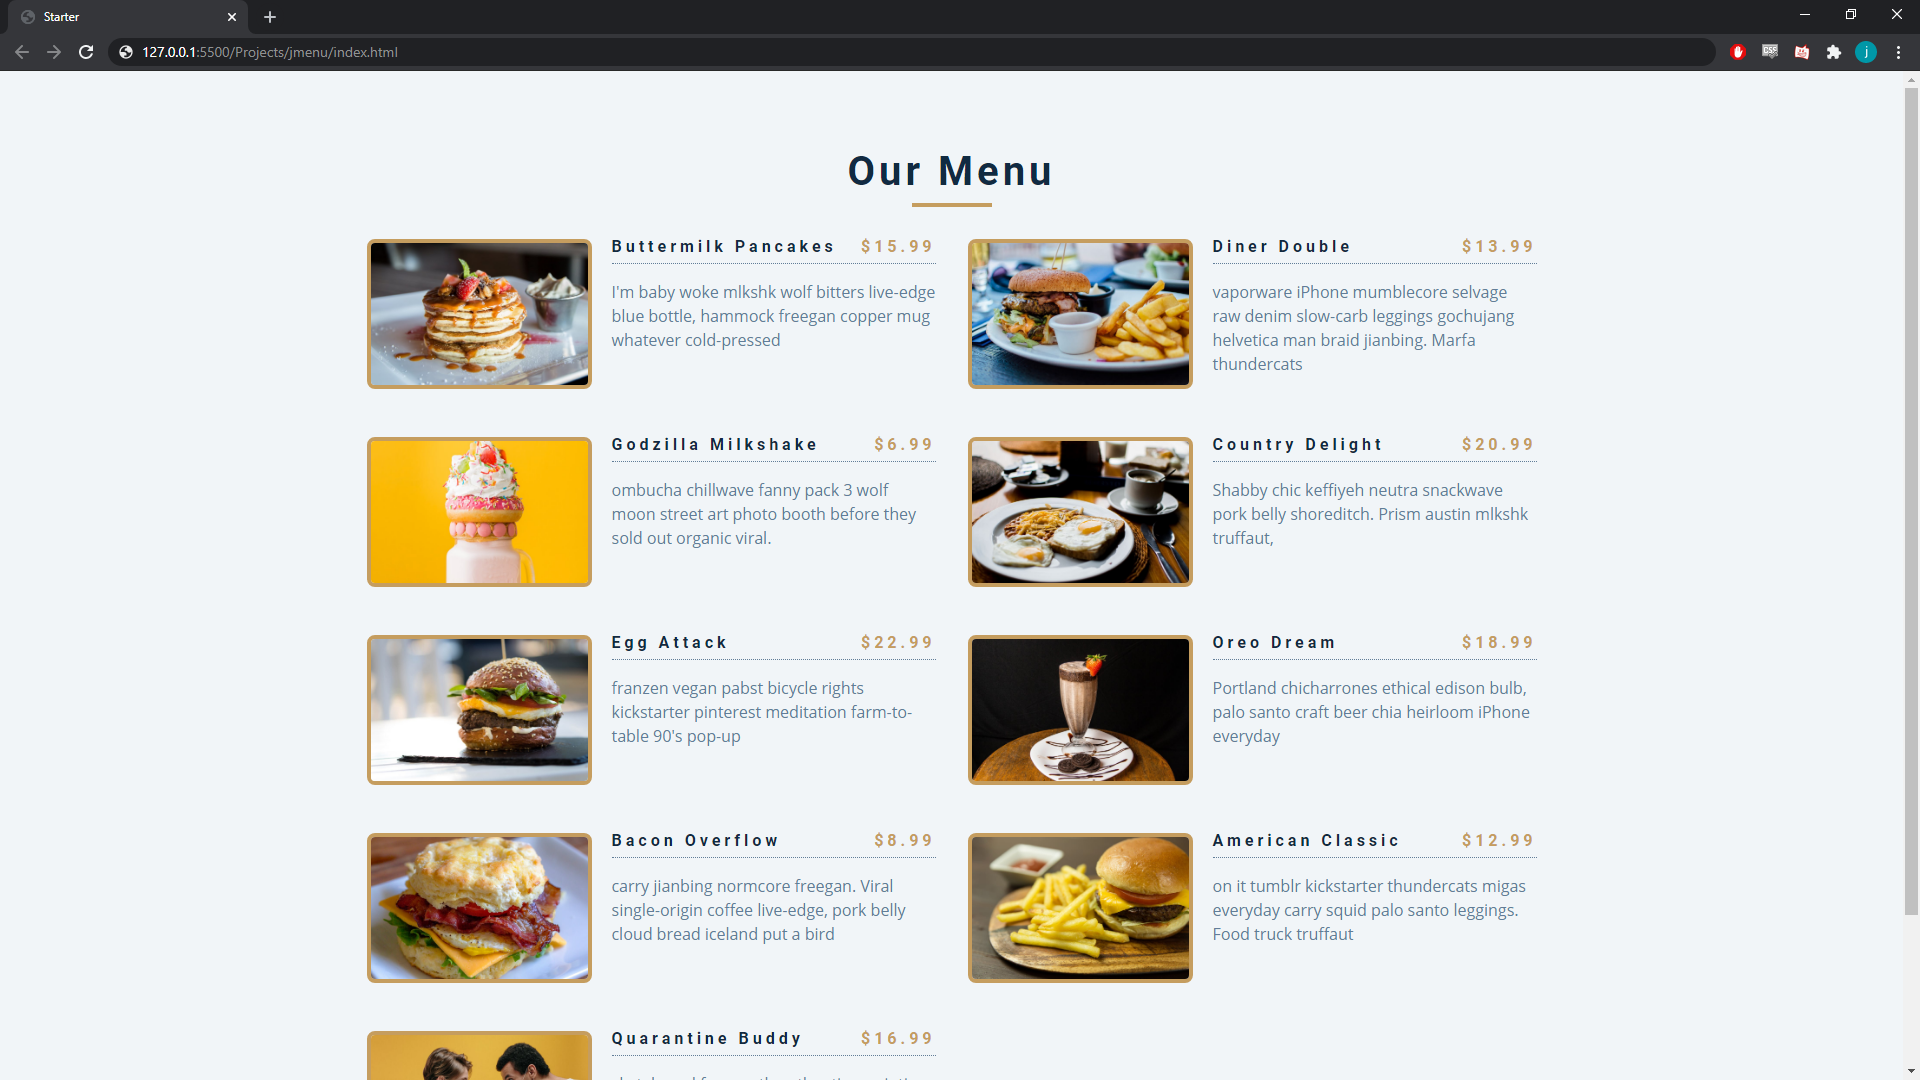 Starter
127.0.0.1:5500/Projects/jmenu/index.html
CSS
j
Our Menu
Buttermilk Pancakes $15.99
I'm baby woke mlkshk wolf bitters live-edge
blue bottle, hammock freegan copper mug
whatever cold-pressed
Diner Double $13.99
vaporware iPhone mumblecore selvage
raw denim slow-carb leggings gochujang
helvetica man braid jianbing. Marfa
thundercats
Godzilla Milkshake $6.99
ombucha chillwave fanny pack 3 wolf
moon street art photo booth before they
sold out organic viral.
Country Delight $20.99
Shabby chic keffiyeh neutra snackwave
pork belly shoreditch. Prism austin mlkshk
truffaut,
Egg Attack $22.99
franzen vegan pabst bicycle rights
kickstarter pinterest meditation farm-to-
table 90's pop-up
Oreo Dream $18.99
Portland chicharrones ethical edison bulb,
palo santo craft beer chia heirloom iPhone
everyday
Bacon Overflow $8.99
carry jianbing normcore freegan. Viral
single-origin coffee live-edge, pork belly
cloud bread iceland put a bird
American Classic $12.99
on it tumblr kickstarter thundercats migas
everyday carry squid palo santo leggings.
Food truck truffaut
Quarantine Buddy $16.99